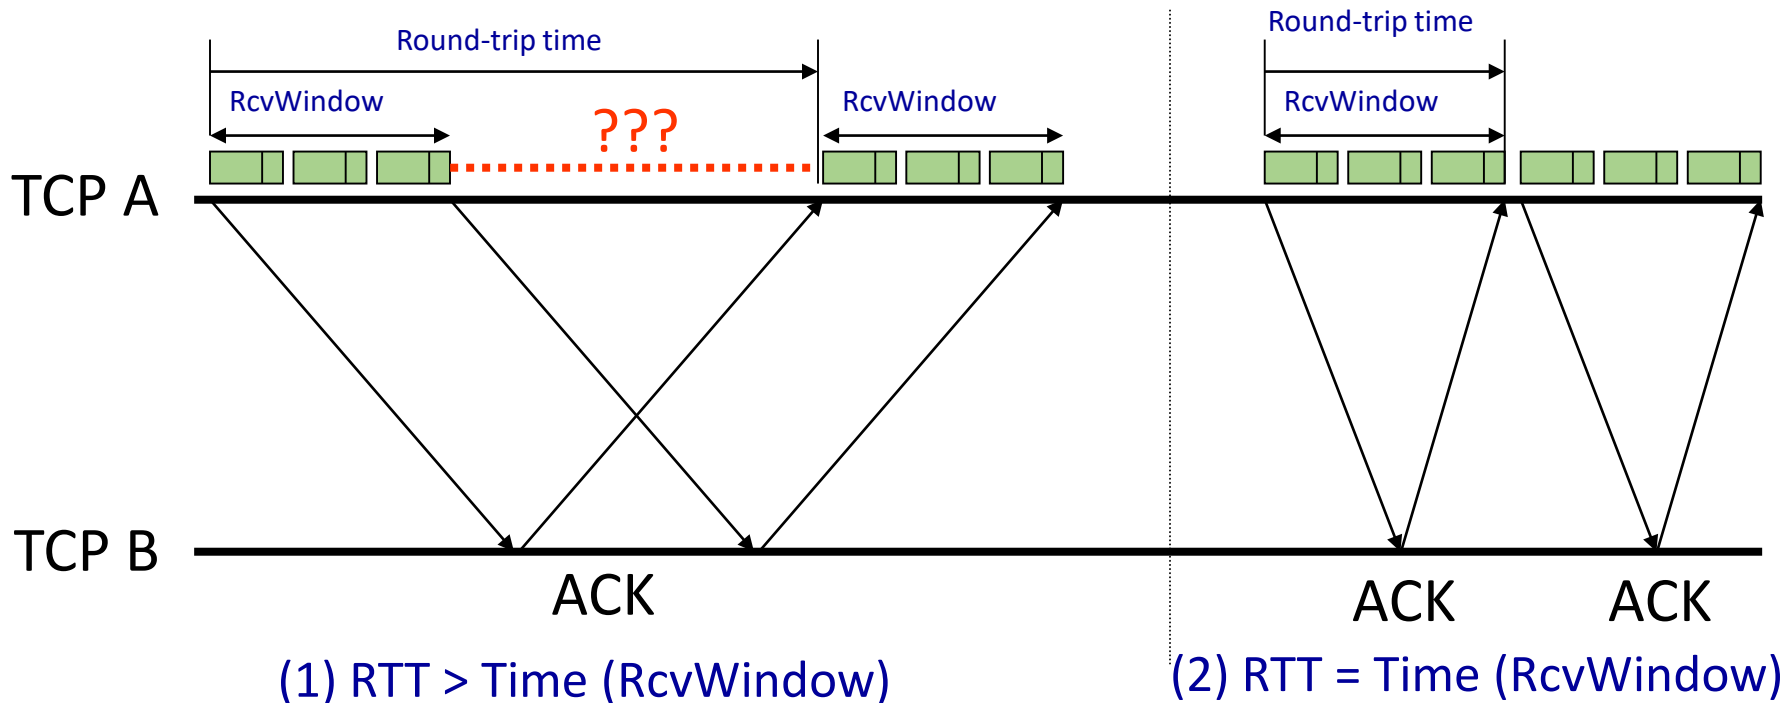 Round-trip time
RcvWindow
???
RcvWindow
TCP A
TCP B
ACK
(1) RTT > Time (RcvWindow)
Round-trip time
RcvWindow
ACK
ACK
(2) RTT = Time (RcvWindow)